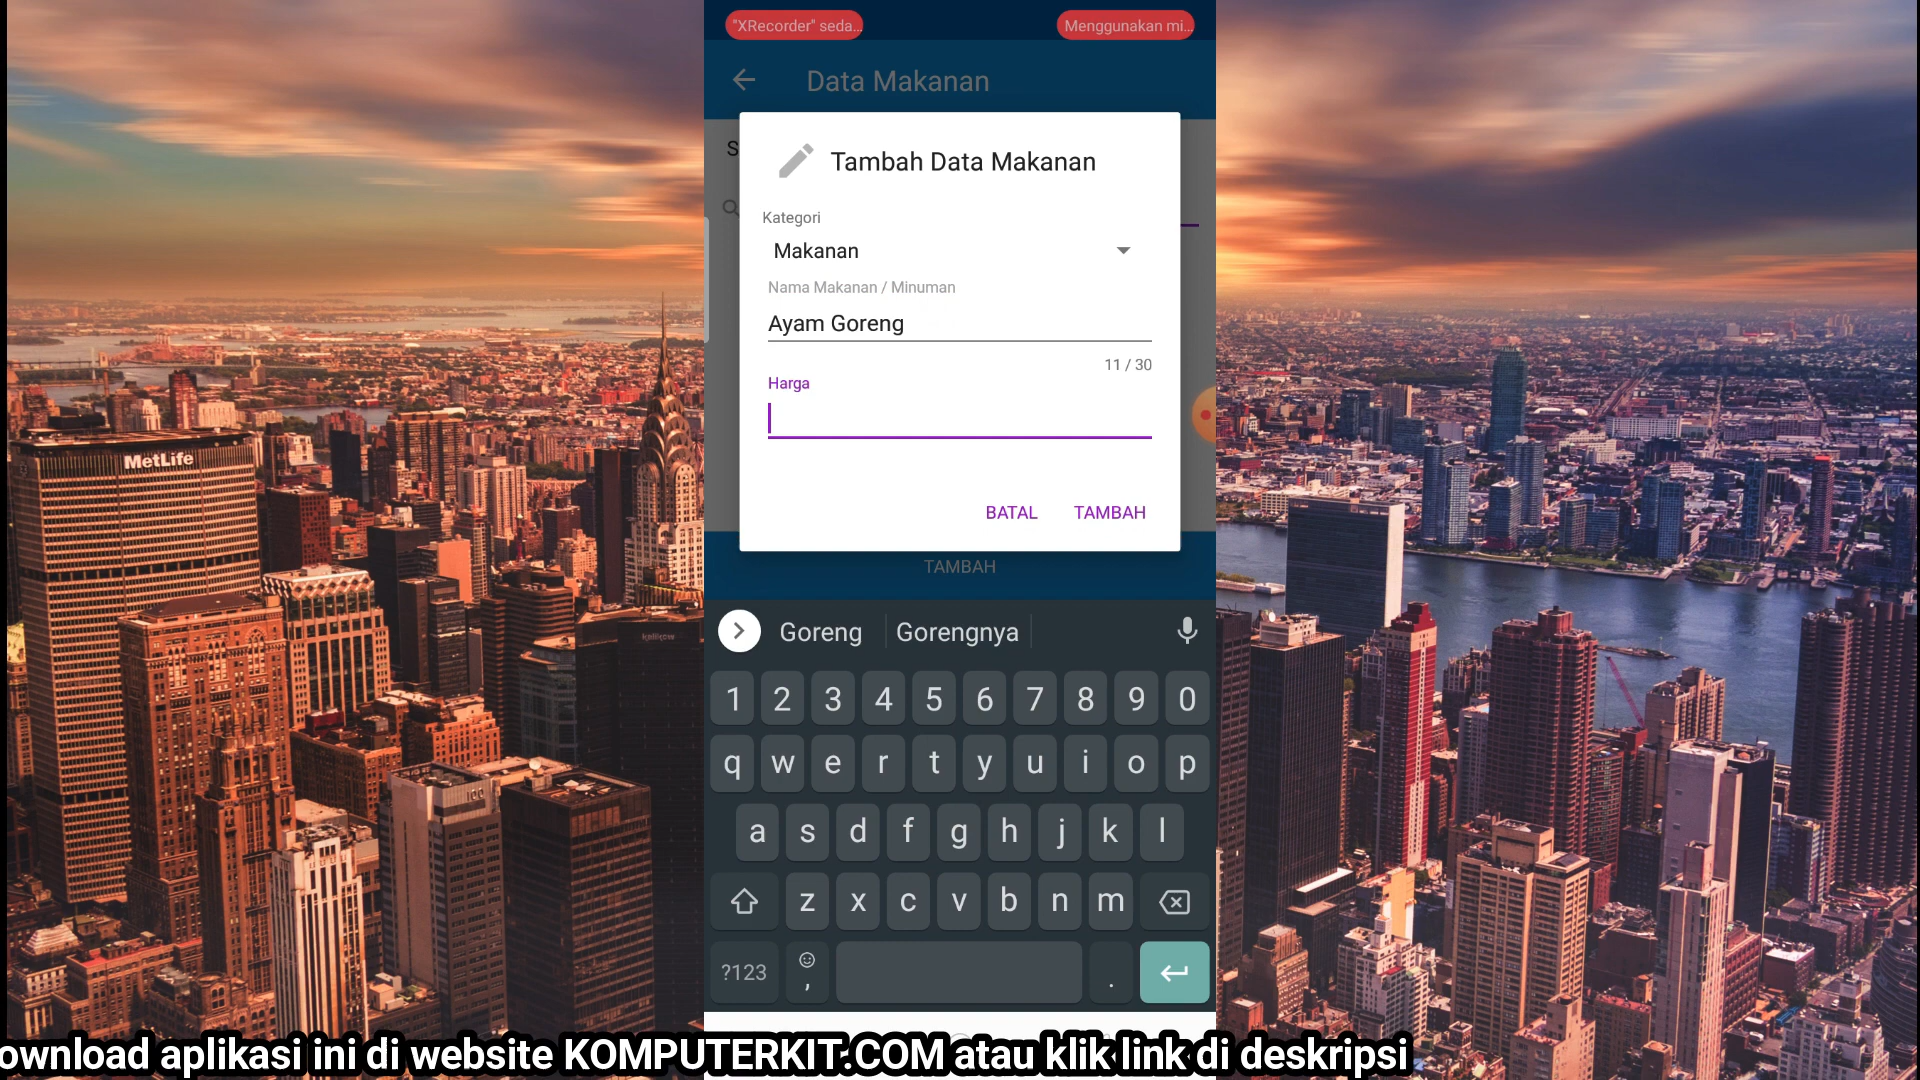 "XRecorder" seda...
Menggunakan mi...
Data Makanan
S
Tambah Data Makanan
Kategori
Makanan
Nama Makanan / Minuman
Ayam Goreng
11 / 30
Harga
BATAL
TAMBAH
TAMBAH
Goreng
Gorengnya
1 2 3 4 5 6 7 8 9 0
q w e r t y u i o p
a s d f g h j k l
z x c v b n m
?123
,
.
MetLife
ownload aplikasi ini di website KOMPUTERKIT.COM atau klik link di deskripsi